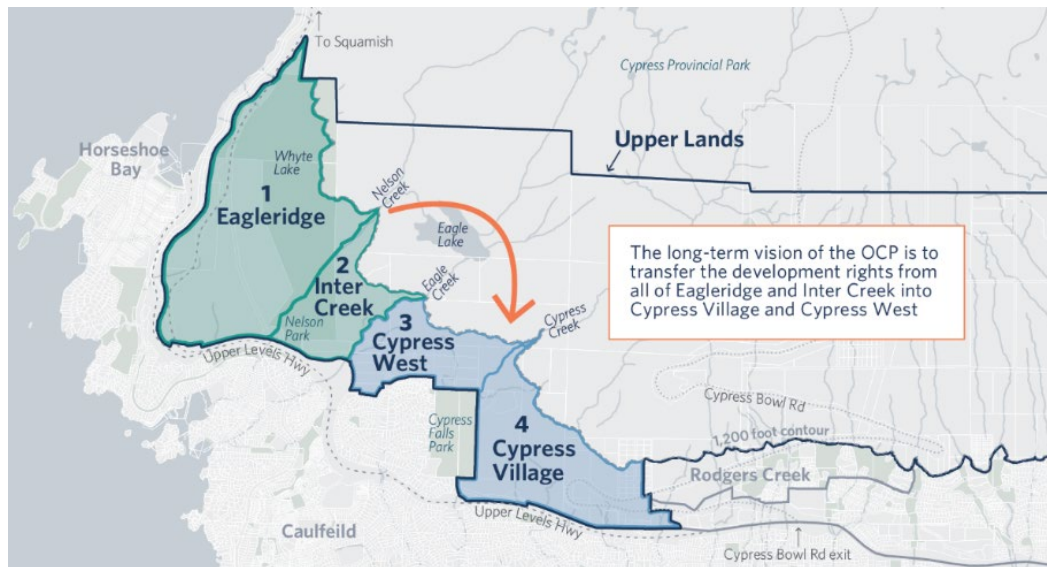 To Squamish
Cypress Provincial Park
Upper Lands
Horseshoe
Bay
Whyte
Lake
1
Eagleridge
Nelson
Creek
Eagle
Lake
2
Inter
Creek
Eagle
Creek
The long-term vision of the OCP is to
transfer the development rights from
all of Eagleridge and Inter Creek into
Cypress Village and Cypress West
Nelson
Park
3
Cypress
West
Cypress
Creek
Upper Levels Hwy
Cypress Bowl Rd
Cypress
Falls
Park
4
Cypress
Village
1,200 foot contour
Rodgers Creek
Caulfeild
Upper Levels Hwy
Cypress Bowl Rd exit